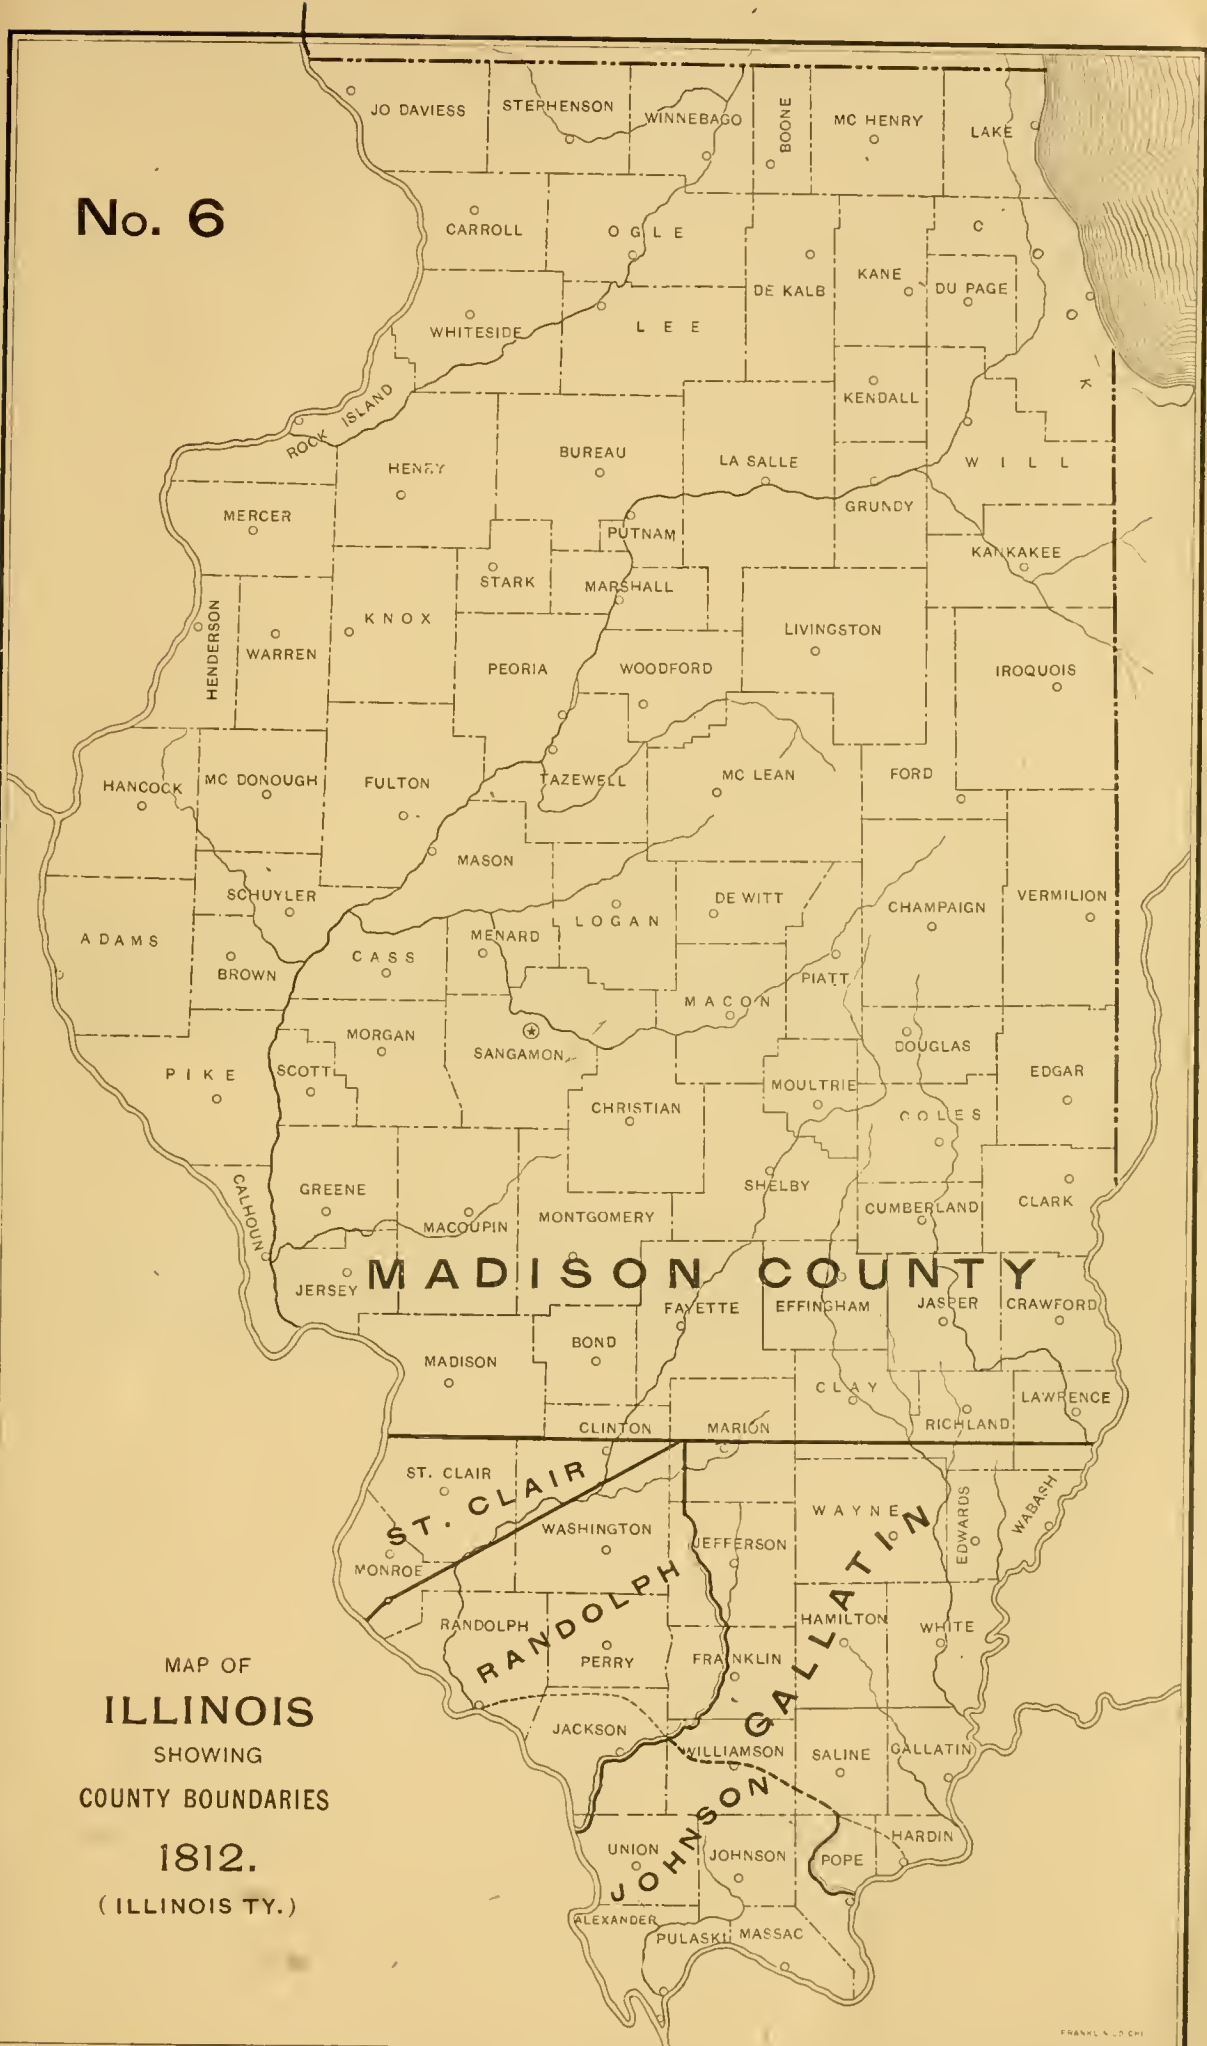 No. 6
JO DAVIESS
STEPHENSON
WINNEBAGO
BOONE
MC HENRY
LAKE
CARROLL
OGLE
DE KALB
KANE
DU PAGE
COOK
WHITESIDE
LEE
KENDALL
ROCK ISLAND
HENRY
BUREAU
LA SALLE
WILL
GRUNDY
MERCER
PUTNAM
KANKAKEE
STARK
MARSHALL
HENDERSON
WARREN
KNOX
PEORIA
WOODFORD
LIVINGSTON
IROQUOIS
HANCOCK
MC DONOUGH
FULTON
TAZEWELL
MC LEAN
FORD
MASON
SCHUYLER
ADAMS
BROWN
CASS
MENARD
LOGAN
DE WITT
CHAMPAIGN
VERMILION
PIATT
MACON
MORGAN
SANGAMON
DOUGLAS
EDGAR
PIKE
SCOTT
CHRISTIAN
MOULTRIE
COLES
GREENE
CALHOUN
MACOUPIN
MONTGOMERY
SHELBY
CUMBERLAND
CLARK
MADISON COUNTY
JERSEY
FAYETTE
EFFINGHAM
JASPER
CRAWFORD
BOND
MADISON
CLAY
RICHLAND
LAWRENCE
CLINTON
MARION
ST. CLAIR
ST. CLAIR
WASHINGTON
JEFFERSON
WAYNE
EDWARDS
WABASH
MONROE
RANDOLPH
RANDOLPH
PERRY
FRANKLIN
HAMILTON
WHITE
GALLATIN
JACKSON
WILLIAMSON
SALINE
GALLATIN
JOHNSON
UNION
JOHNSON
POPE
HARDIN
ALEXANDER
PULASKI
MASSAC
MAP OF
ILLINOIS
SHOWING
COUNTY BOUNDARIES
1812.
(ILLINOIS TY.)